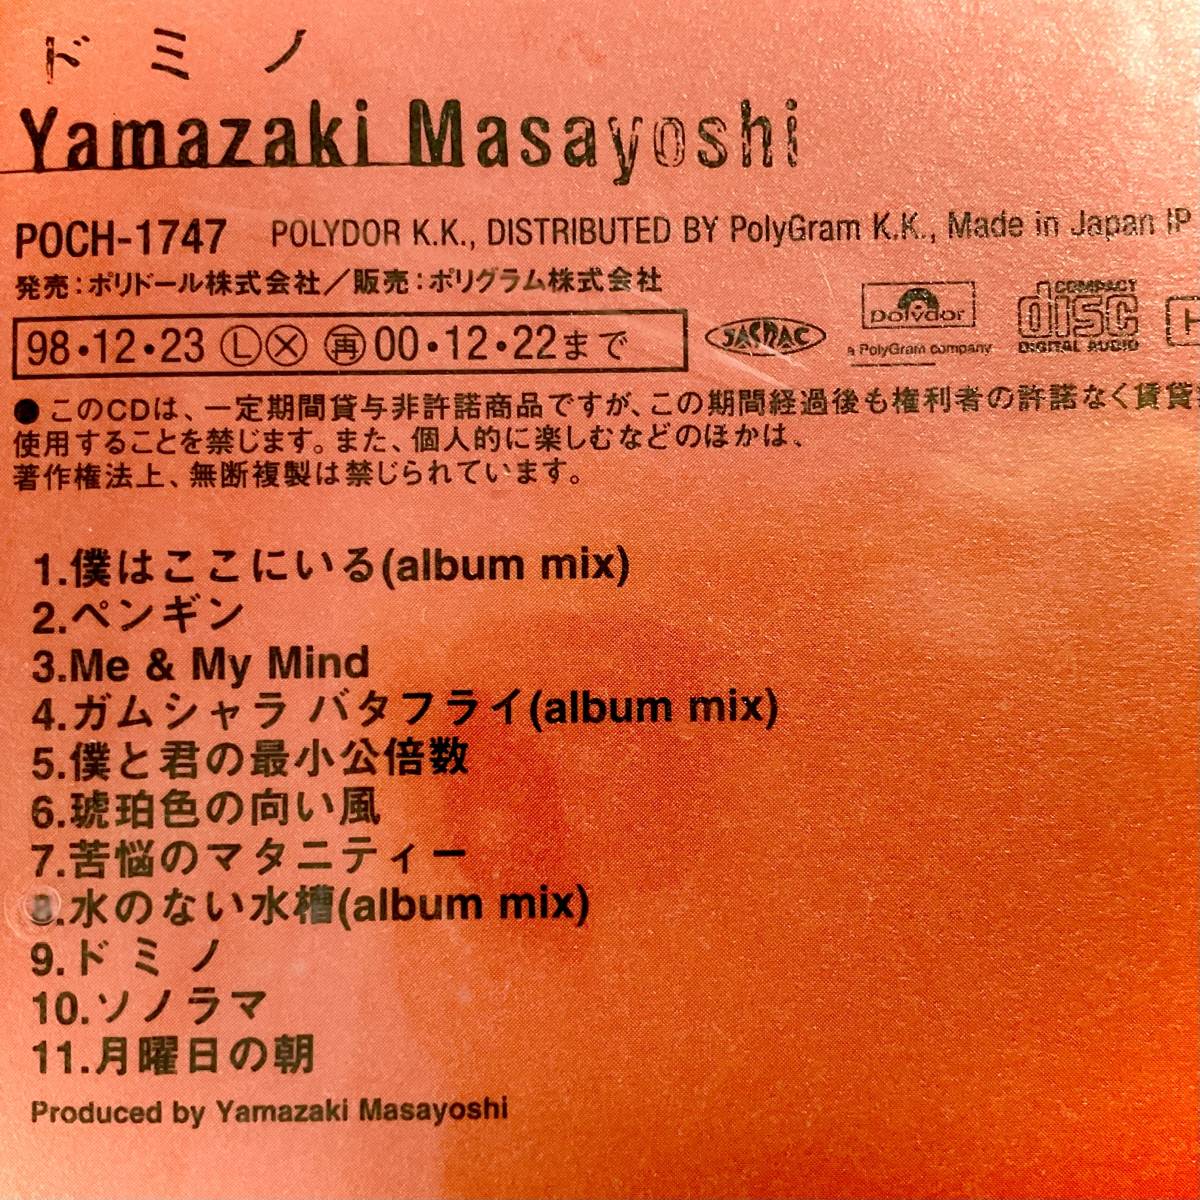 ドミノ
Yamazaki Masayoshi
POCH-1747 POLYDOR K.K., DISTRIBUTED BY PolyGram K.K., Made in Japan IP
発売:ポリドール株式会社/販売:ポリグラム株式会社
98・12・23 Ⓛ Ⓧ ㊢00・12・22まで
JASRAC
polydor
a PolyGram company
COMPACT
disc
DIGITAL AUDIO
●このCDは、一定期間貸与非許諾商品ですが、この期間経過後も権利者の許諾なく賃貸
使用することを禁じます。また、個人的に楽しむなどのほかは、
著作権法上、無断複製は禁じられています。
1.僕はここにいる(album mix)
2.ペンギン
3.Me & My Mind
4.ガムシャラ バタフライ(album mix)
5.僕と君の最小公倍数
6.琥珀色の向い風
7.苦悩のマタニティー
8.水のない水槽(album mix)
9.ドミノ
10.ソノラマ
11.月曜日の朝
Produced by Yamazaki Masayoshi